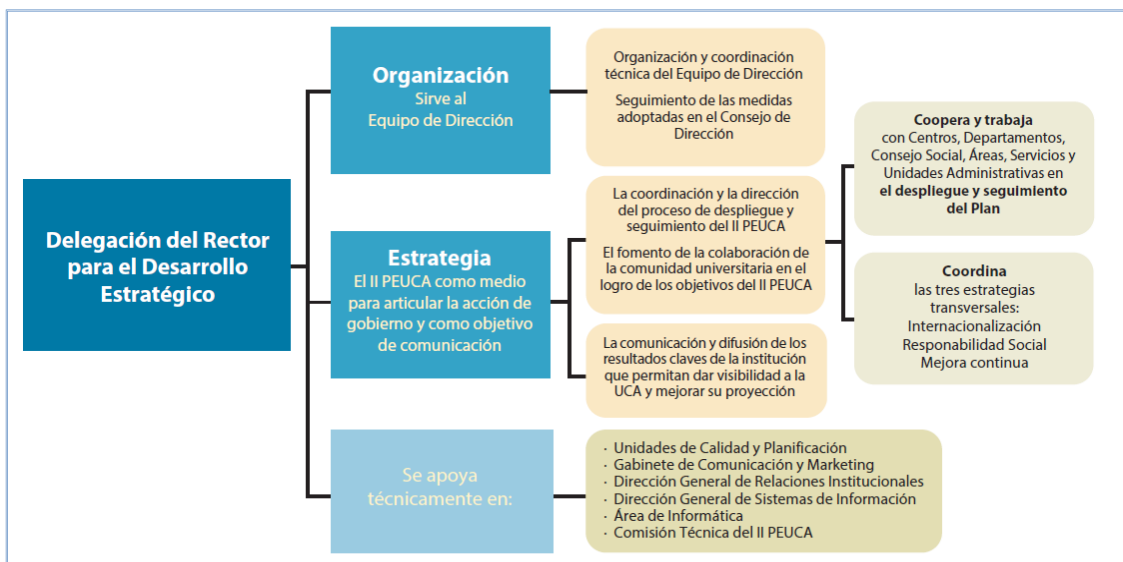 Delegación del Rector
para el Desarrollo
Estratégico
Organización
Sirve al
Equipo de Dirección
Organización y coordinación
técnica del Equipo de Dirección
Seguimiento de las medidas
adoptadas en el Consejo de
Dirección
Estrategia
El II PEUCA como medio
para articular la acción de
gobierno y como objetivo
de comunicación
La coordinación y la dirección
del proceso de despliegue y
seguimiento del II PEUCA
El fomento de la colaboración de
la comunidad universitaria en el
logro de los objetivos del II PEUCA
Coopera y trabaja
con Centros, Departamentos,
Consejo Social, Áreas, Servicios y
Unidades Administrativas en
el despliegue y seguimiento
del Plan
Coordina
las tres estrategias
transversales:
Internacionalización
Responsabilidad Social
Mejora continua
La comunicación y difusión de los
resultados claves de la institución
que permitan dar visibilidad a la
UCA y mejorar su proyección
Se apoya
técnicamente en:
· Unidades de Calidad y Planificación
· Gabinete de Comunicación y Marketing
· Dirección General de Relaciones Institucionales
· Dirección General de Sistemas de Información
· Área de Informática
· Comisión Técnica del II PEUCA